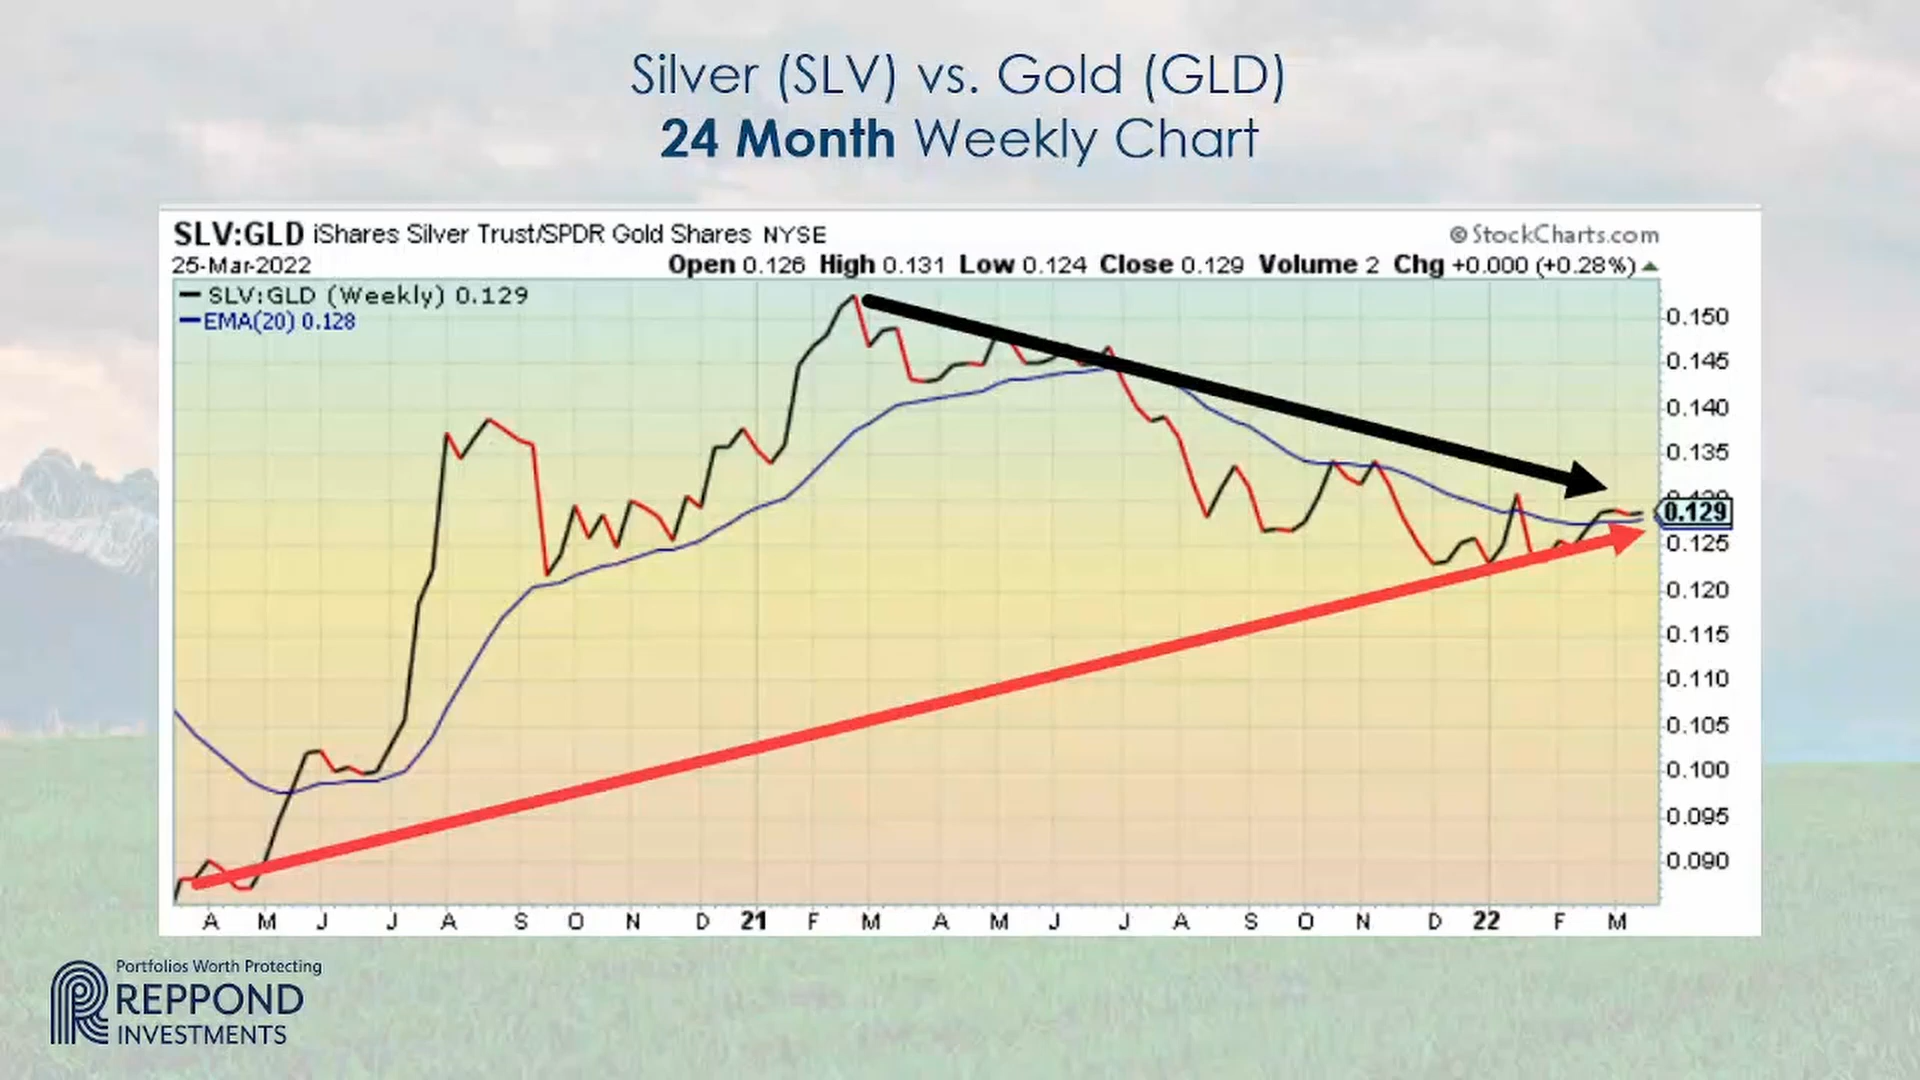 Silver (SLV) vs. Gold (GLD)
24 Month Weekly Chart
SLV:GLD iShares Silver Trust/SPDR Gold Shares NYSE
© StockCharts.com
25-Mar-2022
Open 0.126 High 0.131 Low 0.124 Close 0.129 Volume 2 Chg +0.000 (+0.28%)
SLV:GLD (Weekly) 0.129
EMA(20) 0.128
0.150
0.145
0.140
0.135
0.129
0.125
0.120
0.115
0.110
0.105
0.100
0.095
0.090
A M J J A S O N D 21 F M A M J J A S O N D 22 F M
Portfolios Worth Protecting
REPPOND
INVESTMENTS